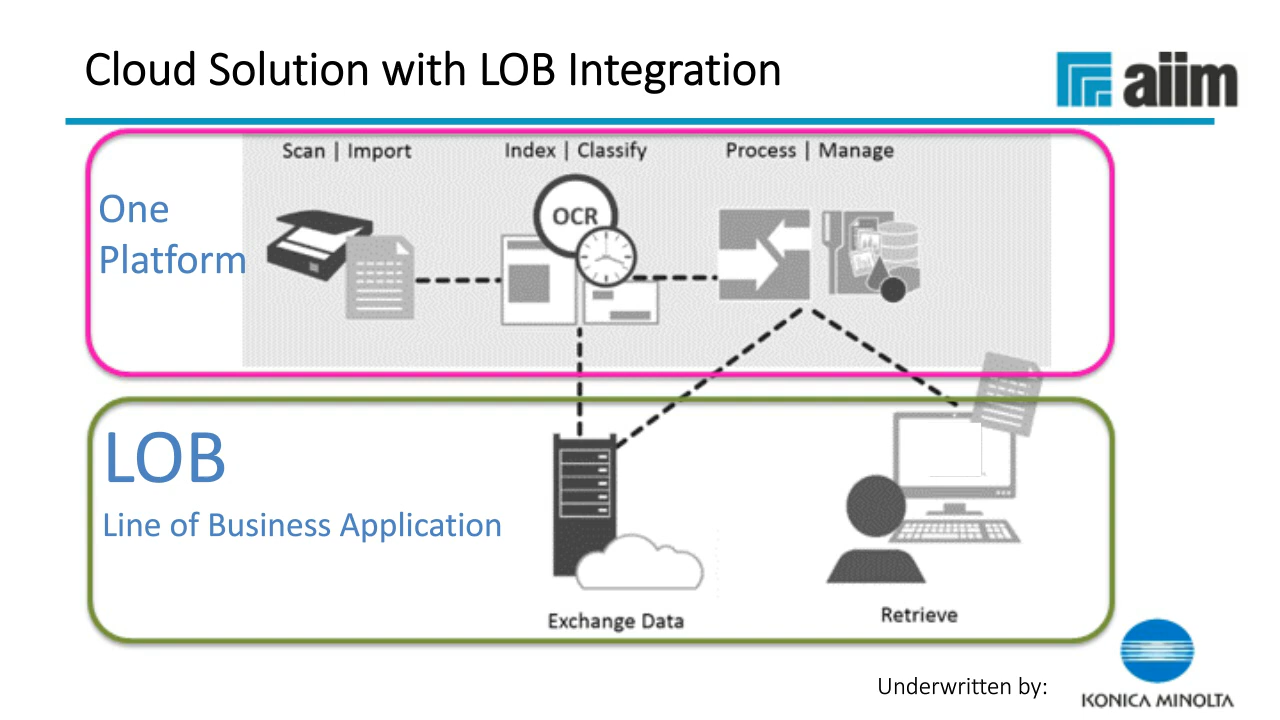 Cloud Solution with LOB Integration
aiim
Scan | Import
Index | Classify
Process | Manage
One
Platform
OCR
LOB
Line of Business Application
Exchange Data
Retrieve
Underwritten by:
KONICA MINOLTA